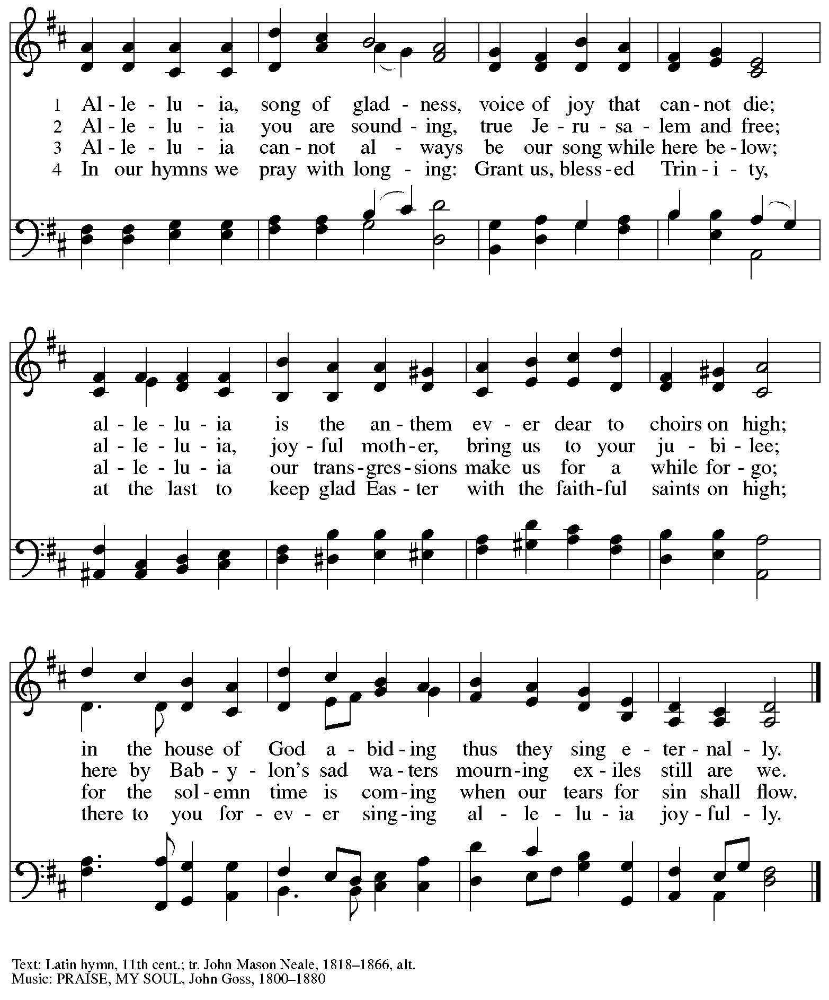 1 Al - le - lu - ia, song of glad - ness, voice of joy that can - not die;
2 Al - le - lu - ia you are sound - ing, true Je - ru - sa - lem and free;
3 Al - le - lu - ia can - not al - ways be our song while here be - low;
4 In our hymns we pray with long - ing: Grant us, bless - ed Trin - i - ty,
al - le - lu - ia is the an - them ev - er dear to choirs on high;
al - le - lu - ia, joy - ful moth - er, bring us to your ju - bi - lee;
al - le - lu - ia our trans - gres - sions make us for a while for - go;
at the last to keep glad Eas - ter with the faith - ful saints on high;
in the house of God a - bid - ing thus they sing e - ter - nal - ly.
here by Bab - y - lon's sad wa - ters mourn - ing ex - iles still are we.
for the sol - emn time is com - ing when our tears for sin shall flow.
there to you for - ev - er sing - ing al - le - lu - ia joy - ful - ly.
Text: Latin hymn, 11th cent.; tr. John Mason Neale, 1818–1866, alt.
Music: PRAISE, MY SOUL, John Goss, 1800–1880